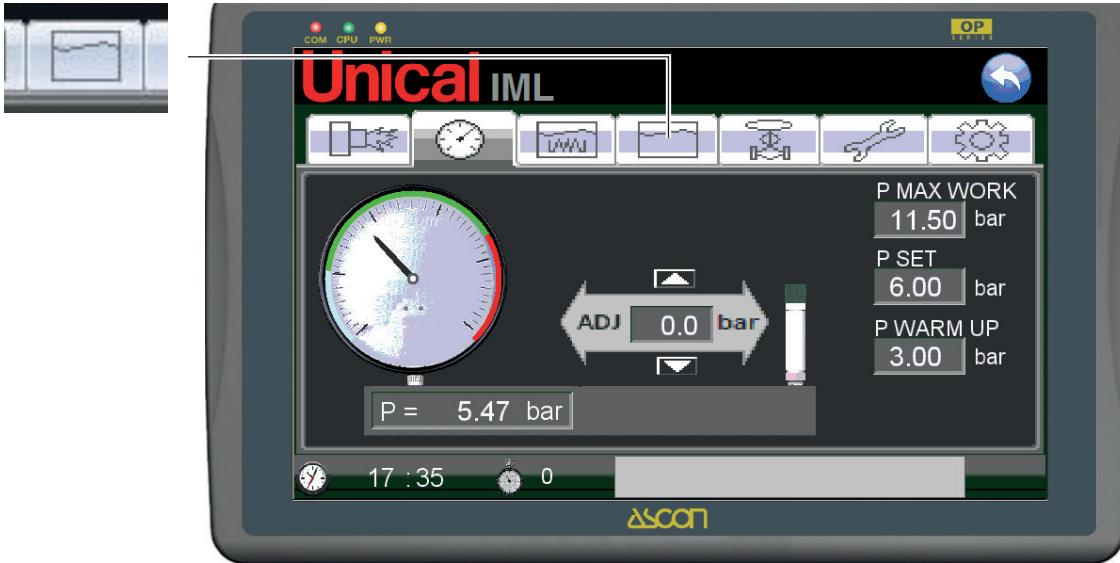 COM CPU PWR
OP
SERIES
Unical IML
P MAX WORK
11.50 bar
P SET
6.00 bar
ADJ 0.0 bar
P WARM UP
3.00 bar
P = 5.47 bar
17 : 35 0
ascon